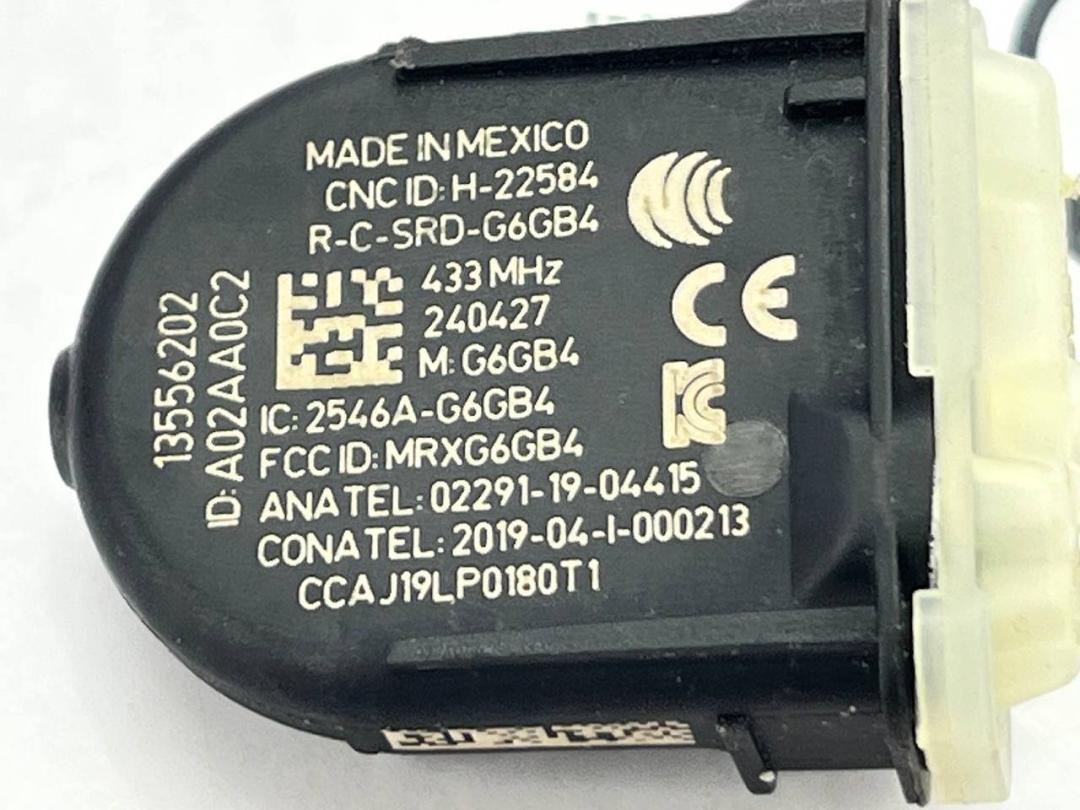 MADE IN MEXICO
CNC ID: H-22584
R-C-SRD-G6GB4
433 MHz
240427
M: G6GB4
IC: 2546A-G6GB4
FCC ID: MRXG6GB4
ANATEL: 02291-19-04415
CONATEL: 2019-04-I-000213
CCAJ19LP0180T1
13556202
ID: A02AA0C2
CE